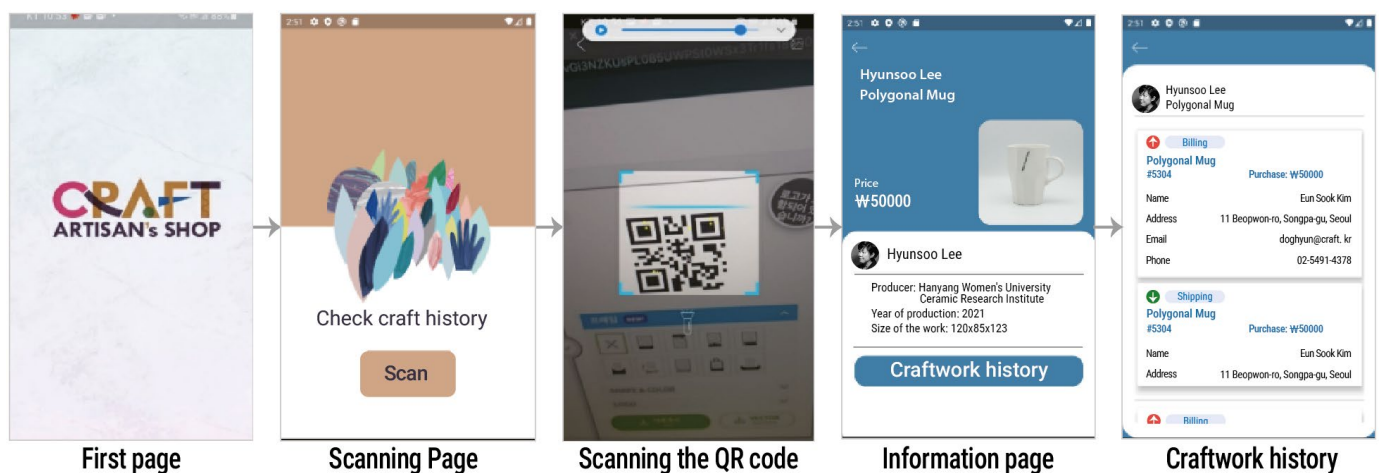 CRAFT
ARTISAN's SHOP
First page
2:51
Check craft history
Scan
Scanning Page
로고가
Scanning the QR code
2:51
Hyunsoo Lee
Polygonal Mug
Price
₩50000
Hyunsoo Lee
Producer: Hanyang Women's University
Ceramic Research Institute
Year of production: 2021
Size of the work: 120x85x123
Craftwork history
Information page
2:51
Hyunsoo Lee
Polygonal Mug
Billing
Polygonal Mug
#5304 Purchase: ₩50000
Name Eun Sook Kim
Address 11 Beopwon-ro, Songpa-gu, Seoul
Email doghyun@craft. kr
Phone 02-5491-4378
Shipping
Polygonal Mug
#5304 Purchase: ₩50000
Name Eun Sook Kim
Address 11 Beopwon-ro, Songpa-gu, Seoul
Billing
Craftwork history